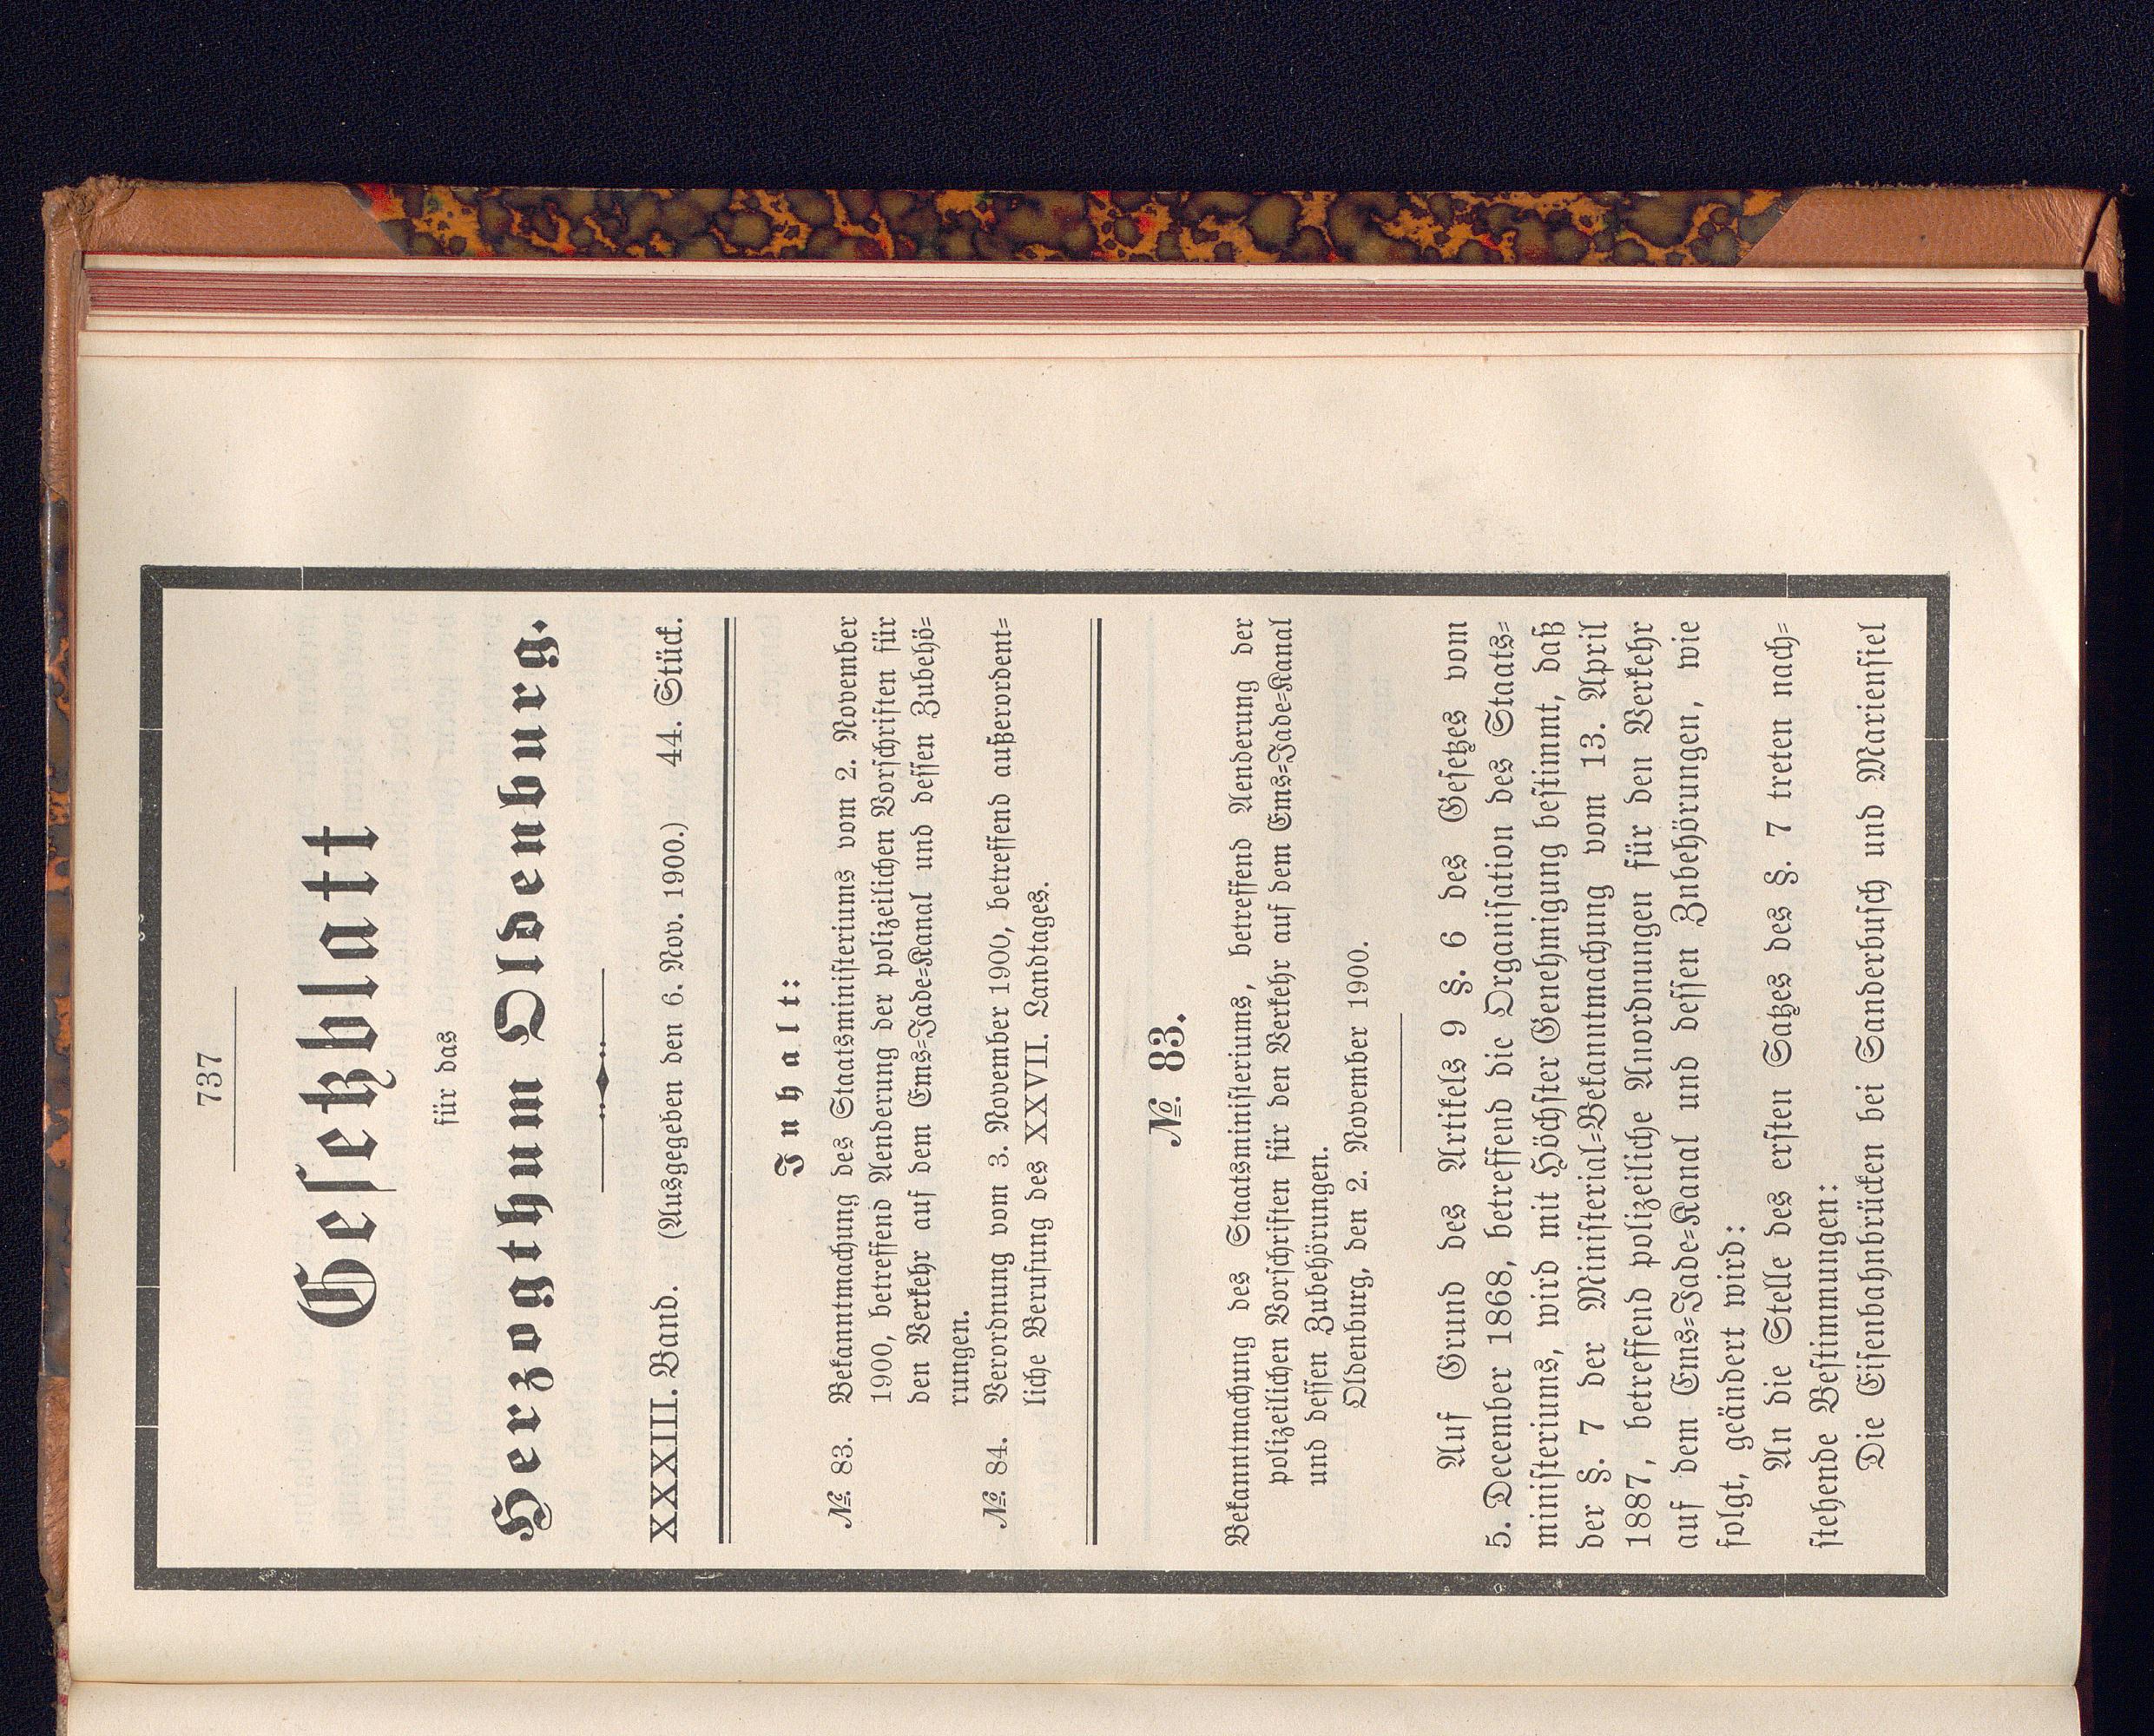 737
Gesetzblatt
für das
Herzogthum Oldenburg.
XXXIII. Band. (Ausgegeben den 6. Nov. 1900.) 44. Stück.
Inhalt:
№. 83. Bekanntmachung des Staatsministeriums vom 2. November
1900, betreffend Aenderung der polizeilichen Vorschriften für
den Verkehr auf dem Ems-Jade-Kanal und dessen Zubehö-
rungen.
№. 84. Verordnung vom 3. November 1900, betreffend außerordent-
liche Berufung des XXVII. Landtages.
№. 83.
Bekanntmachung des Staatsministeriums, betreffend Aenderung der
polizeilichen Vorschriften für den Verkehr auf dem Ems-Jade-Kanal
und dessen Zubehörungen.
Oldenburg, den 2. November 1900.
Auf Grund des Artikels 9 §. 6 des Gesetzes vom
5. December 1868, betreffend die Organisation des Staats-
ministeriums, wird mit Höchster Genehmigung bestimmt, daß
der §. 7 der Ministerial-Bekanntmachung vom 13. April
1887, betreffend polizeiliche Anordnungen für den Verkehr
auf dem Ems-Jade-Kanal und dessen Zubehörungen, wie
folgt, geändert wird:
An die Stelle des ersten Satzes des §. 7 treten nach-
stehende Bestimmungen:
Die Eisenbahnbrücken bei Sanderbusch und Mariensiel